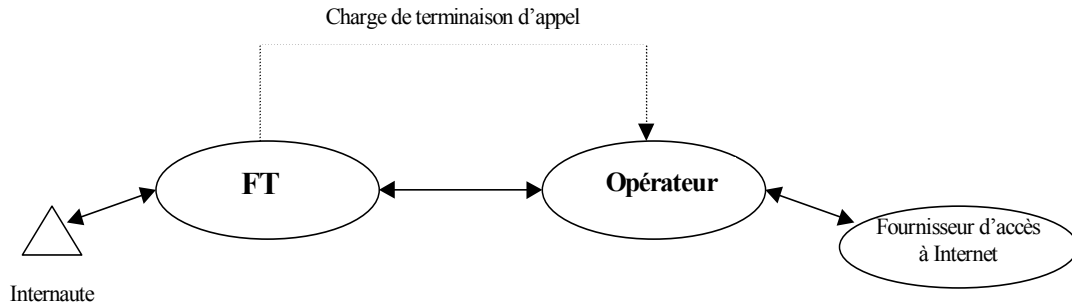 Charge de terminaison d’appel
FT
Opérateur
Fournisseur d’accès
à Internet
Internaute